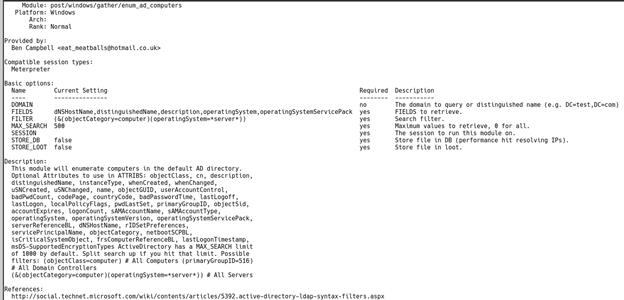 Module: post/windows/gather/enum_ad_computers
Platform: Windows
Arch:
Rank: Normal
Provided by:
Ben Campbell <eat_meatballs@hotmail.co.uk>
Compatible session types:
Meterpreter
Basic options:
Name Current Setting Required Description
---- --------------- -------- -----------
DOMAIN no The domain to query or distinguished name (e.g. DC=test,DC=com)
FIELDS dNSHostName,distinguishedName,description,operatingSystem,operatingSystemServicePack yes FIELDS to retrieve.
FILTER (&(objectCategory=computer)(operatingSystem=*server*)) yes Search filter.
MAX_SEARCH 500 yes Maximum values to retrieve, 0 for all.
SESSION yes The session to run this module on.
STORE_DB false yes Store file in DB (performance hit resolving IPs).
STORE_LOOT false yes Store file in loot.
Description:
This module will enumerate computers in the default AD directory.
Optional Attributes to use in ATTRIBS: objectClass, cn, description,
distinguishedName, instanceType, whenCreated, whenChanged,
uSNCreated, uSNChanged, name, objectGUID, userAccountControl,
badPwdCount, codePage, countryCode, badPasswordTime, lastLogoff,
lastLogon, localPolicyFlags, pwdLastSet, primaryGroupID, objectSid,
accountExpires, logonCount, sAMAccountName, sAMAccountType,
operatingSystem, operatingSystemVersion, operatingSystemServicePack,
serverReferenceBL, dNSHostName, rIDSetPreferences,
servicePrincipalName, objectCategory, netbootSCPBL,
isCriticalSystemObject, frsComputerReferenceBL, lastLogonTimestamp,
msDS-SupportedEncryptionTypes ActiveDirectory has a MAX_SEARCH limit
of 1000 by default. Split search up if you hit that limit. Possible
filters: (objectClass=computer) # All Computers (primaryGroupID=516)
# All Domain Controllers
(&(objectCategory=computer)(operatingSystem=*server*)) # All Servers
References:
http://social.technet.microsoft.com/wiki/contents/articles/5392.active-directory-ldap-syntax-filters.aspx